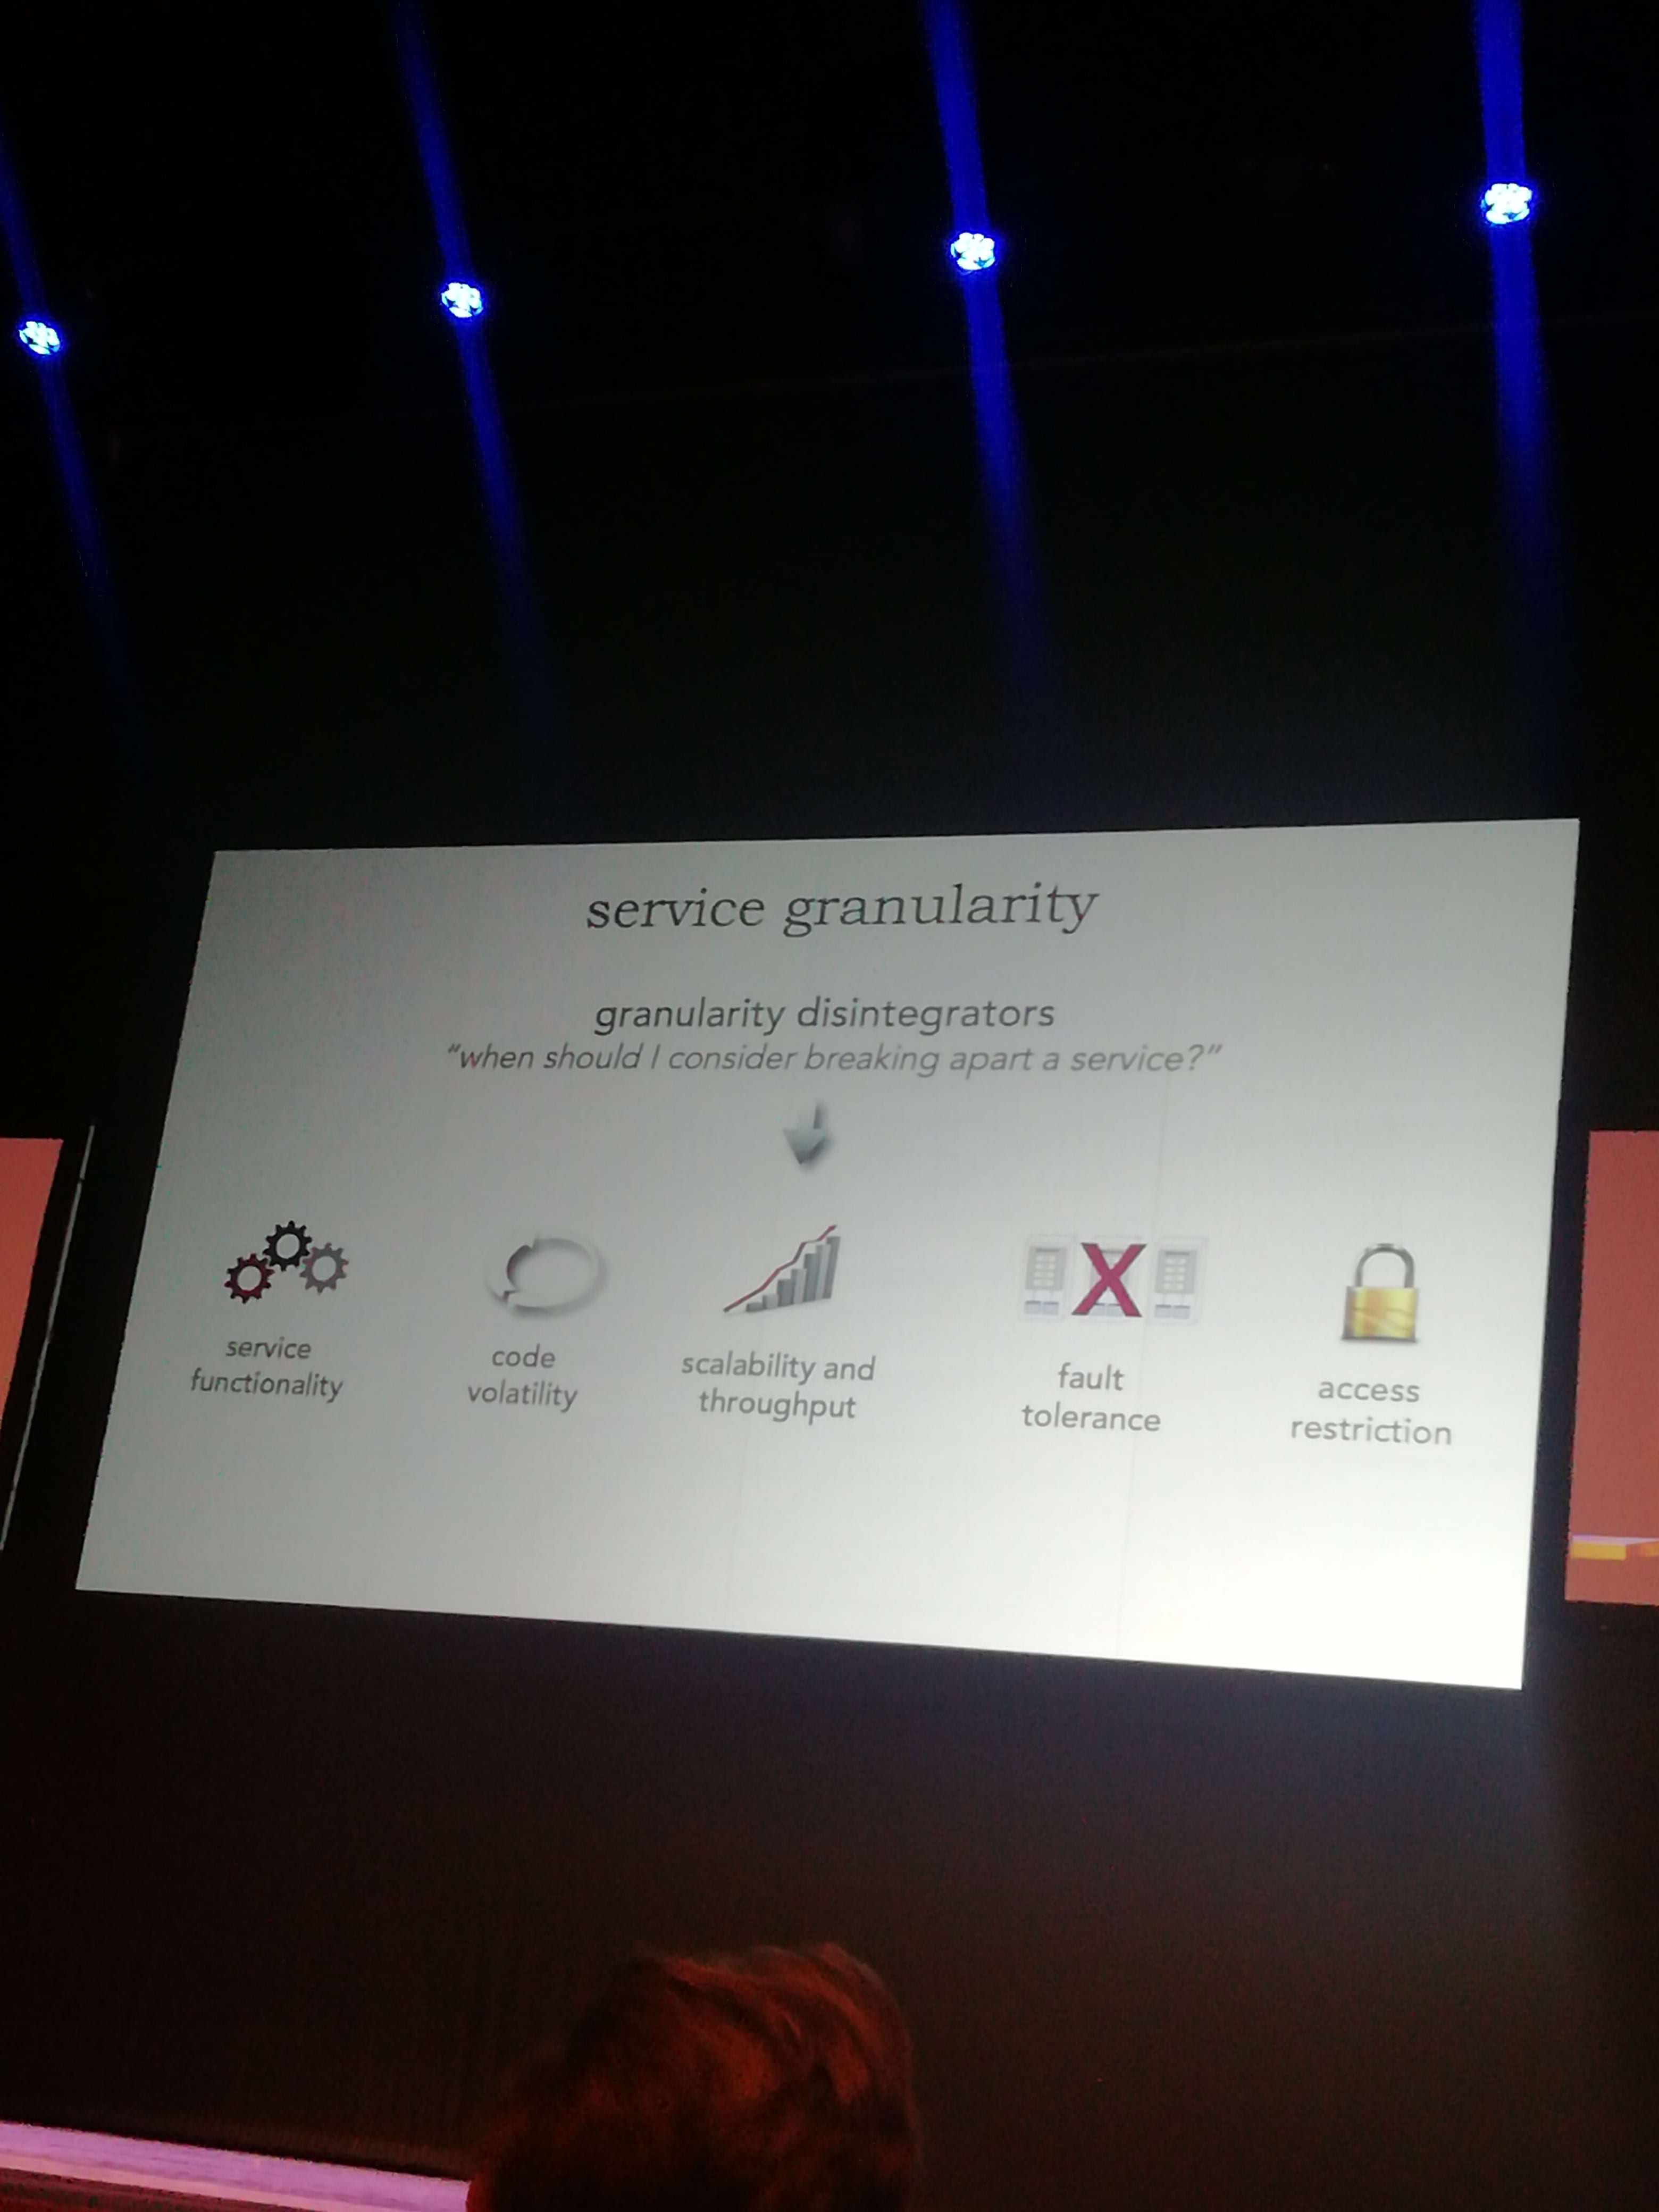 service granularity
granularity disintegrators
"when should I consider breaking apart a service?"
service
functionality
code
volatility
scalability and
throughput
fault
tolerance
access
restriction